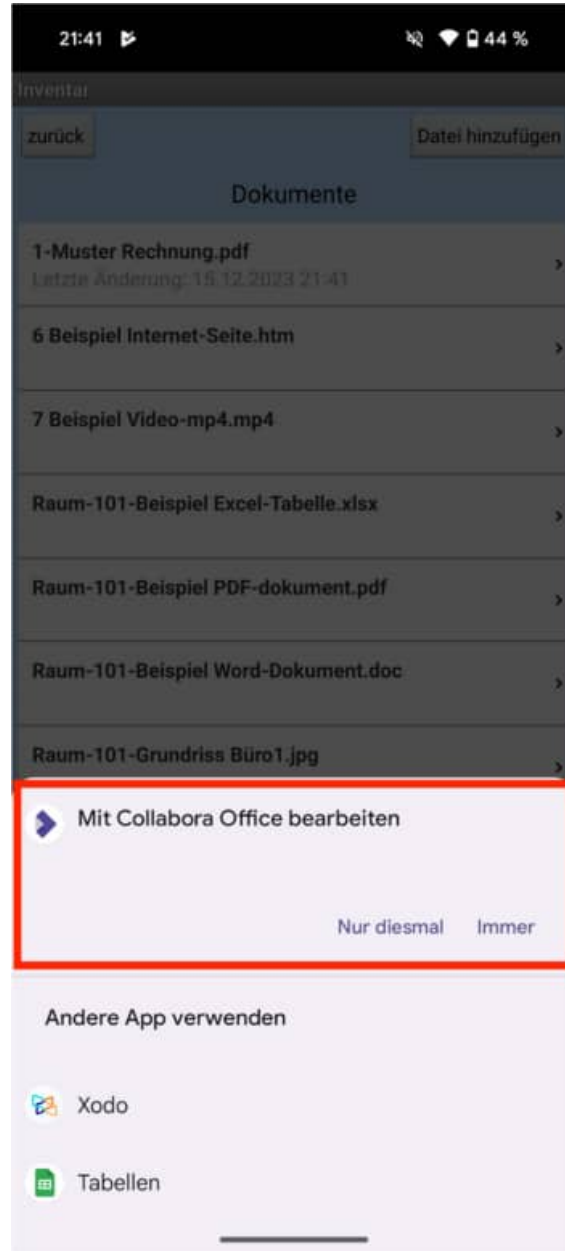 21:41 44 %
Inventar
zurück Datei hinzufügen
Dokumente
1-Muster Rechnung.pdf
Letzte Änderung: 15.12.2023 21:41
6 Beispiel Internet-Seite.htm
7 Beispiel Video-mp4.mp4
Raum-101-Beispiel Excel-Tabelle.xlsx
Raum-101-Beispiel PDF-dokument.pdf
Raum-101-Beispiel Word-Dokument.doc
Raum-101-Grundriss Büro1.jpg
Mit Collabora Office bearbeiten
Nur diesmal Immer
Andere App verwenden
Xodo
Tabellen